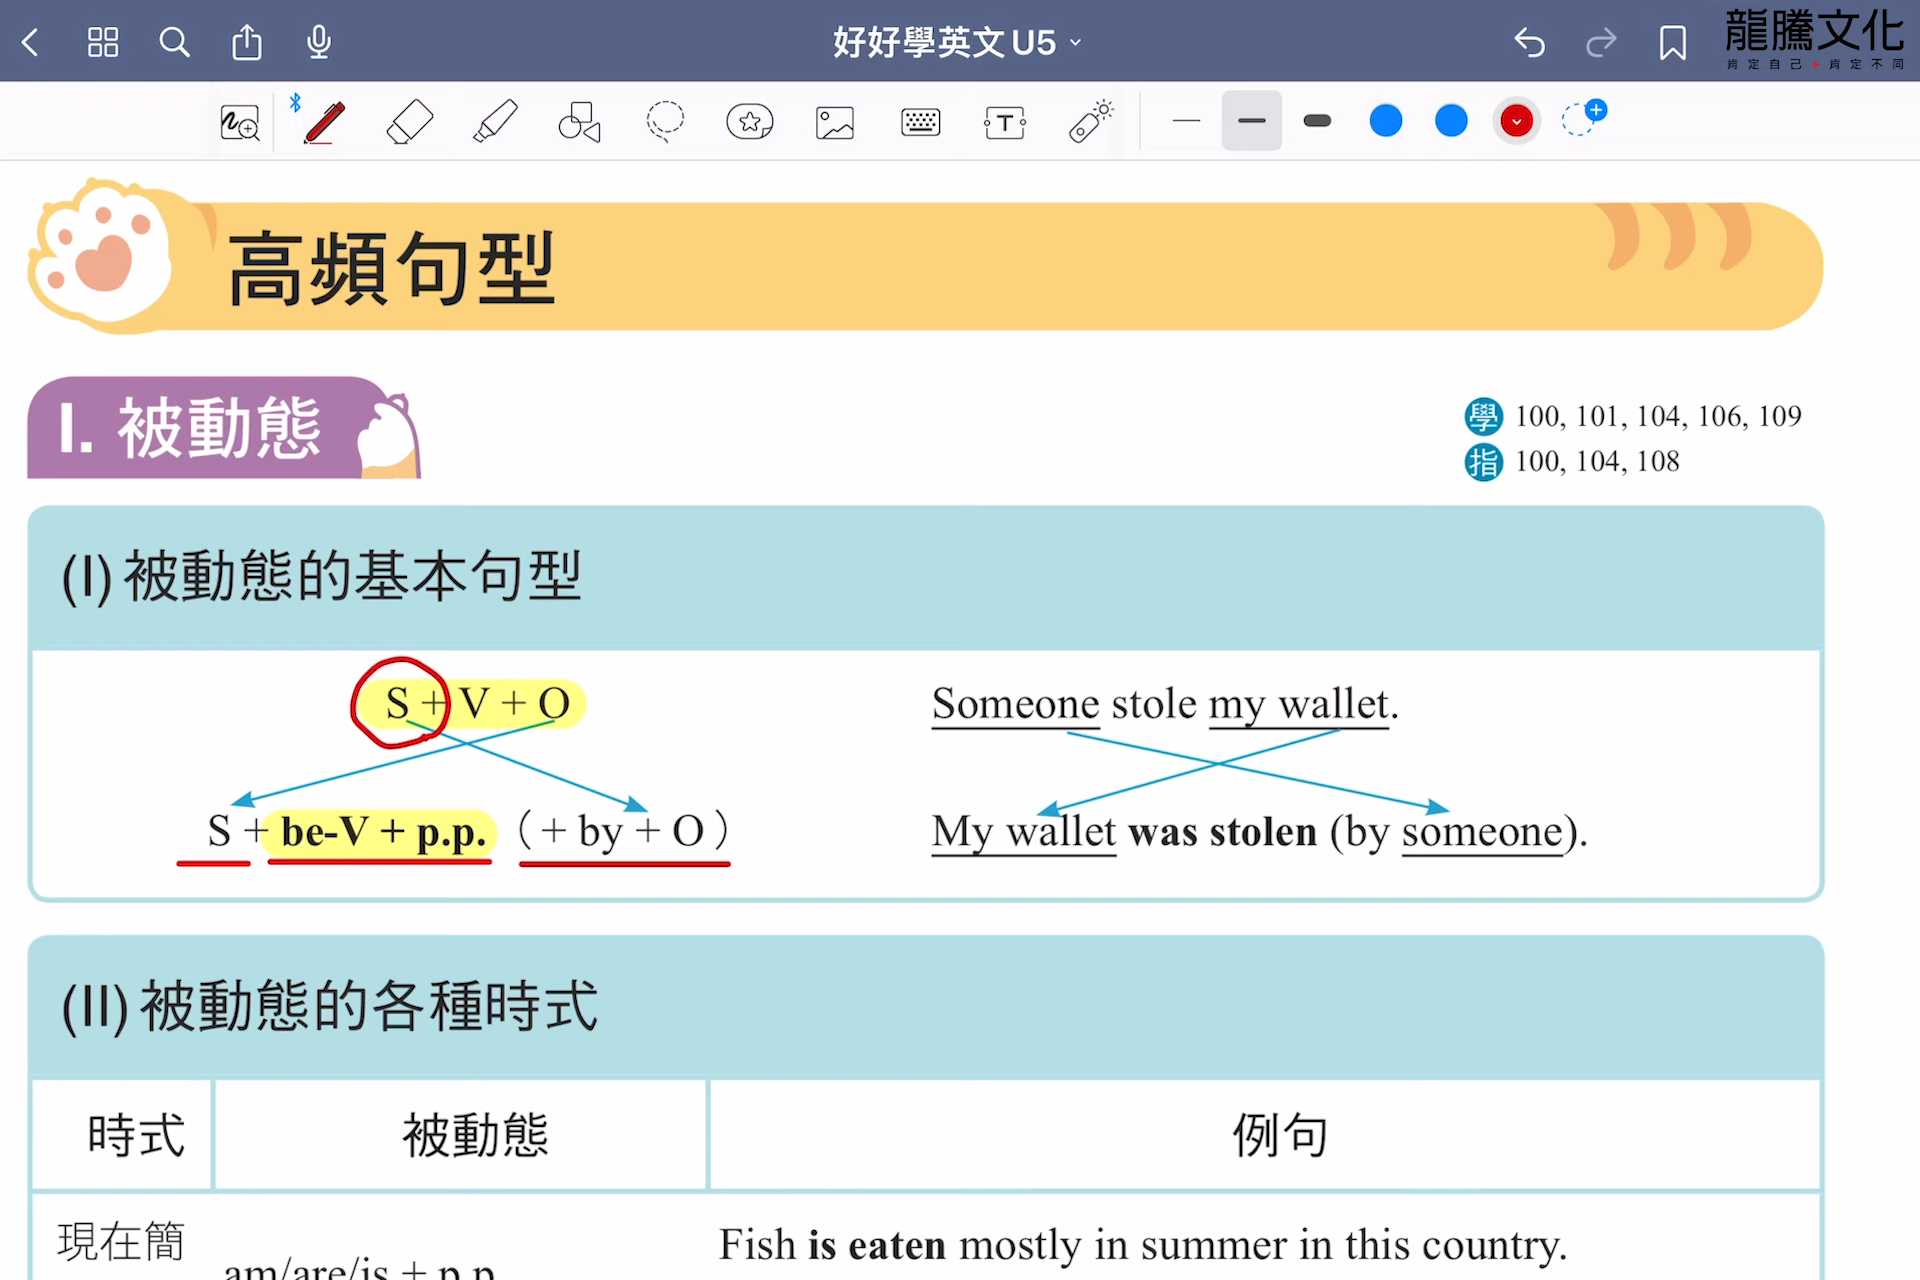 好好學英文 U5
龍騰文化
肯定自己▸肯定不同
T
高頻句型
I. 被動態
學 100, 101, 104, 106, 109
指 100, 104, 108
(I) 被動態的基本句型
S + V + O
Someone stole my wallet.
S + be-V + p.p. ( + by + O )
My wallet was stolen (by someone).
(II) 被動態的各種時式
時式 被動態 例句
現在簡
am/are/is + p.p.
Fish is eaten mostly in summer in this country.